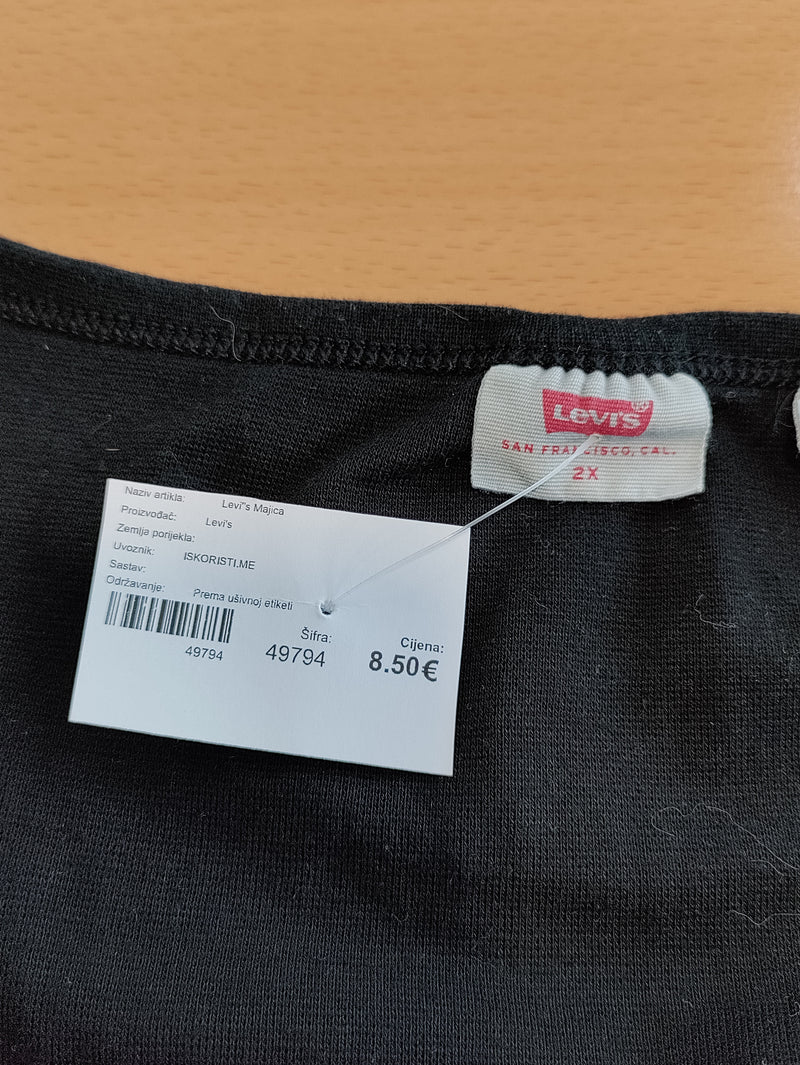 LEVI'S
SAN FRANCISCO, CAL.
2X
Naziv artikla: Levi"s Majica
Proizvođač: Levi's
Zemlja porijekla:
Uvoznik: ISKORISTI.ME
Sastav:
Održavanje: Prema ušivnoj etiketi
49794
Šifra:
49794
Cijena:
8.50€